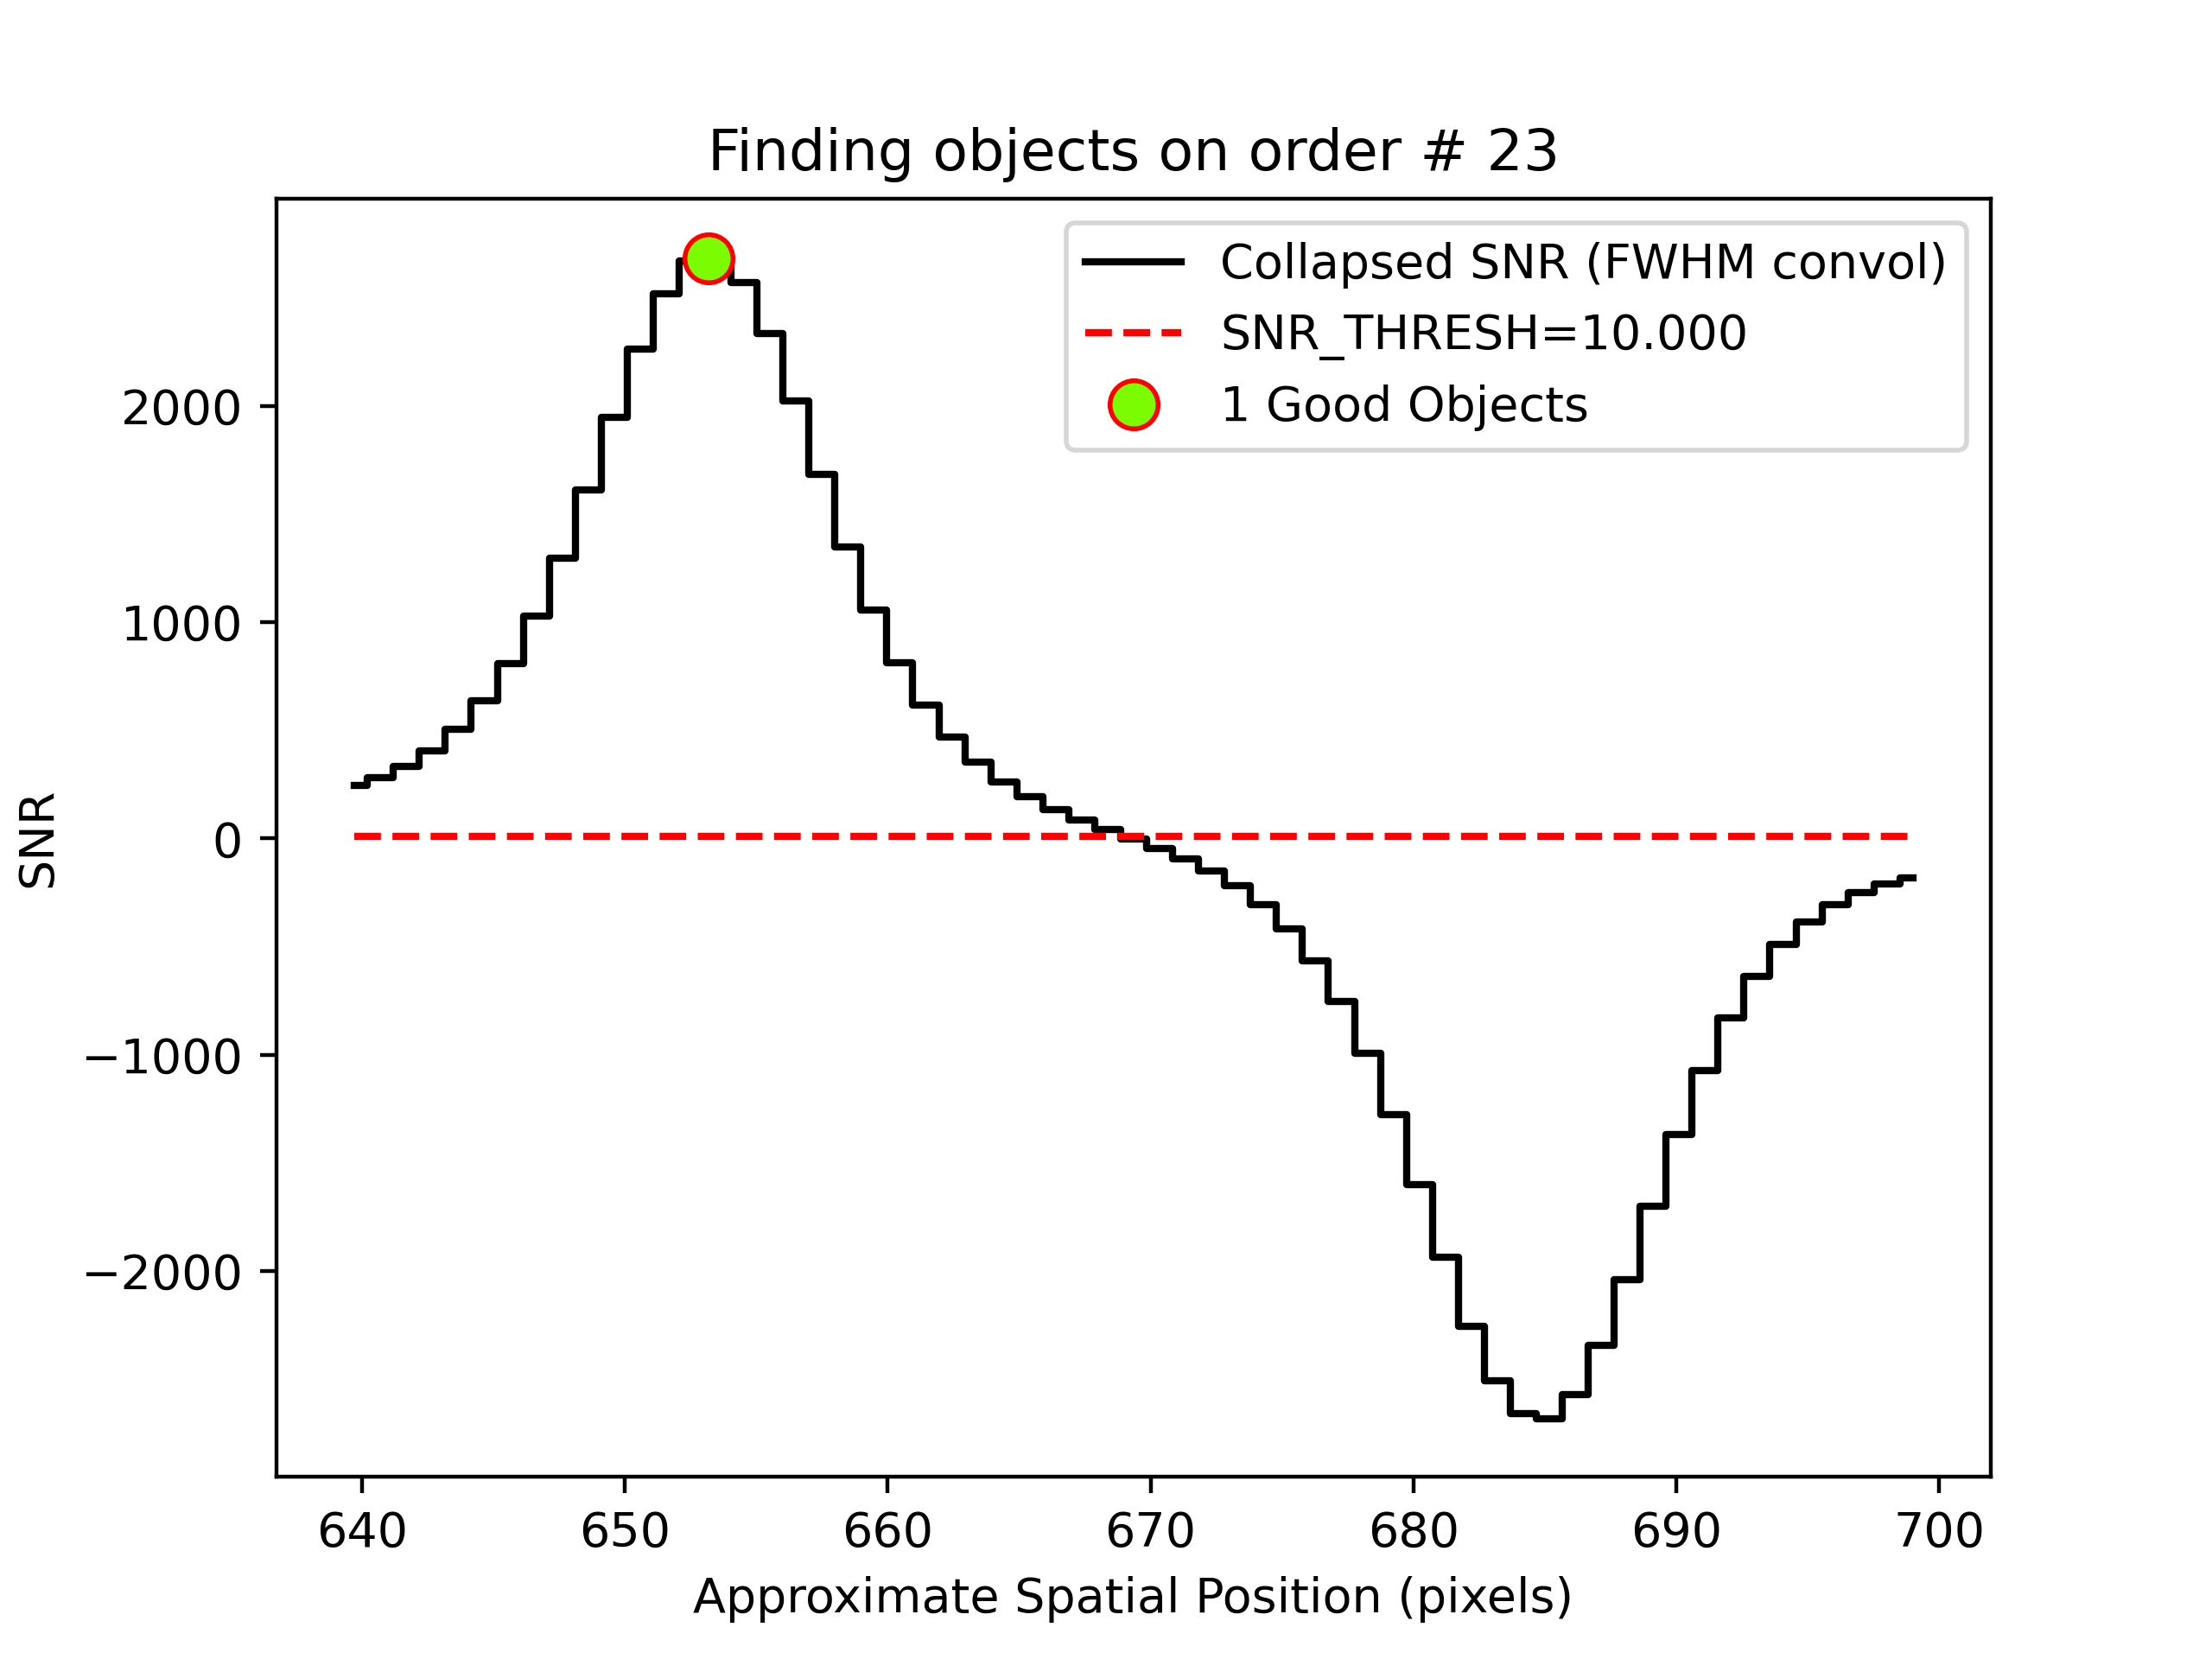 Finding objects on order # 23
Collapsed SNR (FWHM convol)
SNR_THRESH=10.000
1 Good Objects
2000
1000
0
−1000
−2000
SNR
640 650 660 670 680 690 700
Approximate Spatial Position (pixels)